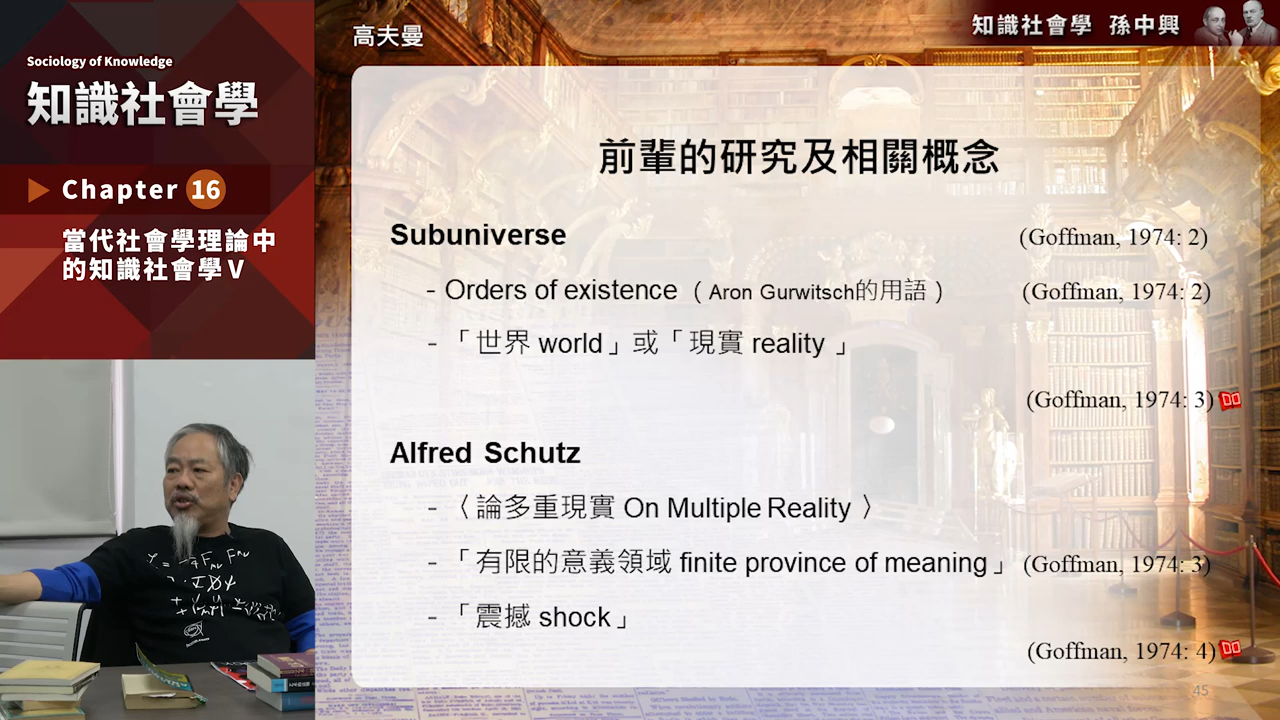 Sociology of Knowledge
知識社會學
Chapter 16
當代社會學理論中
的知識社會學 V
高夫曼
知識社會學 孫中興
前輩的研究及相關概念
Subuniverse (Goffman, 1974: 2)
- Orders of existence （Aron Gurwitsch的用語） (Goffman, 1974: 2)
- 「世界 world」或「現實 reality 」
(Goffman, 1974: 3)
Alfred Schutz
- 〈論多重現實 On Multiple Reality 〉
- 「有限的意義領域 finite province of meaning」 (Goffman, 1974: 3)
- 「震撼 shock」
(Goffman, 1974: 4)
45